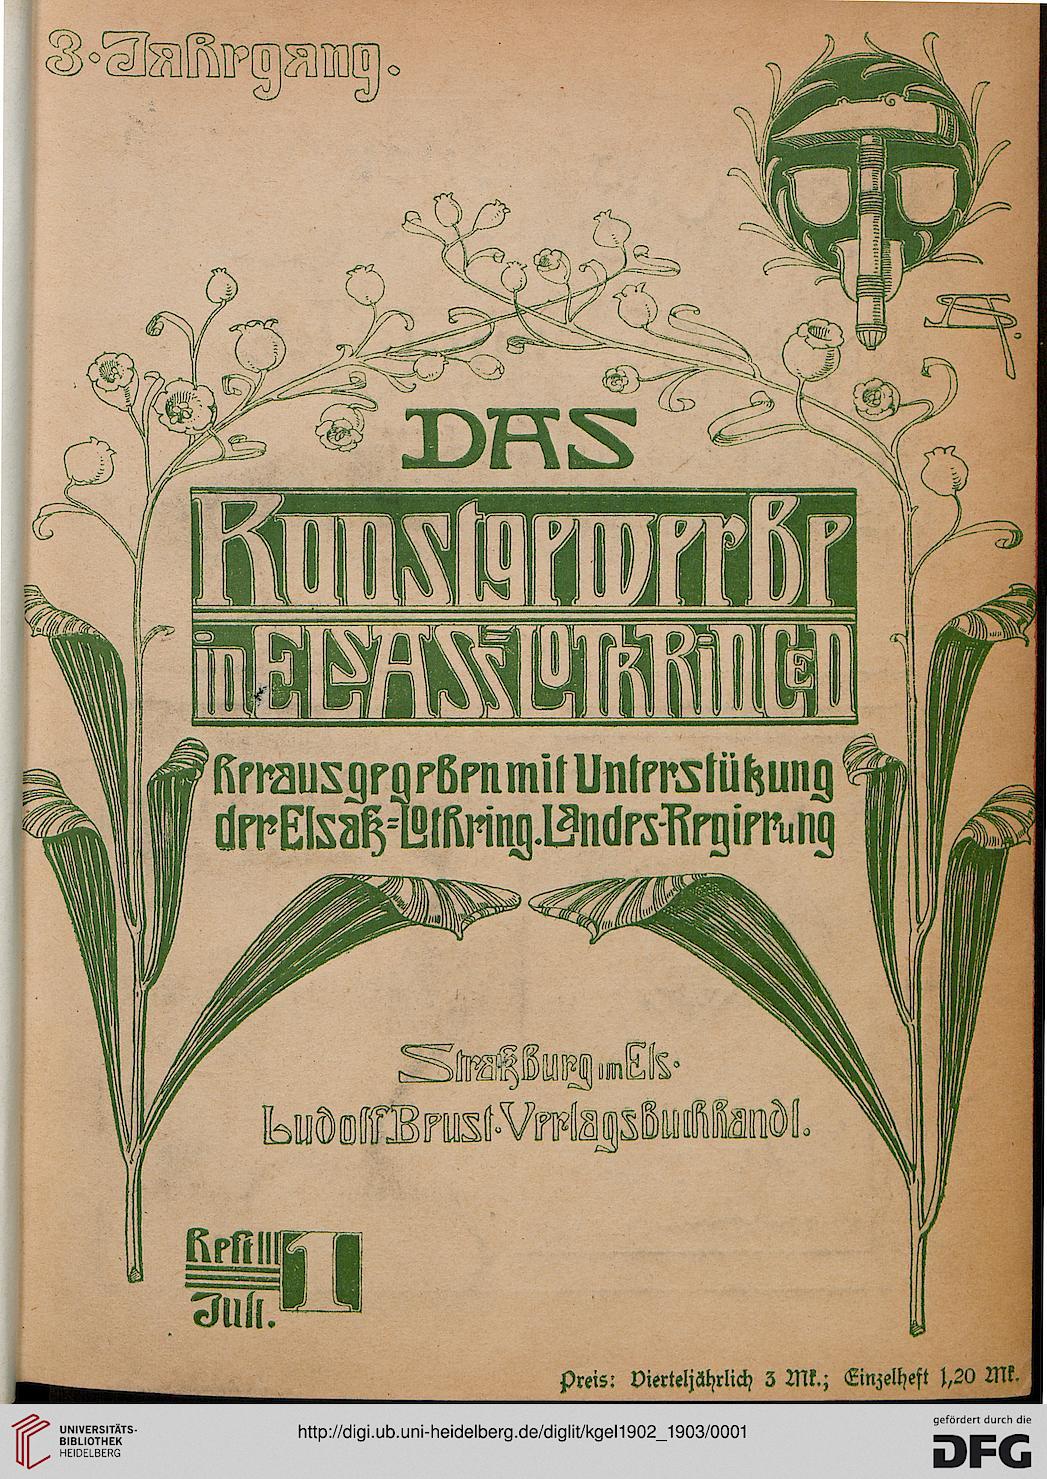 3. Jahrgang.
DAS
Kunstgewerbe
in ELSASS=LOTHRINGEN
herausgegeben mit Unterstützung
der Elsaß=Lothring. Landes-Regierung
Straßburg im Els.
Ludolf Beust. Verlagsbuchhandl.
Heft III 1
Juli.
Preis: Vierteljährlich 3 Mk.; Einzelheft 1,20 Mk.
UNIVERSITÄTS-
BIBLIOTHEK
HEIDELBERG
http://digi.ub.uni-heidelberg.de/diglit/kgel1902_1903/0001
gefördert durch die
DFG